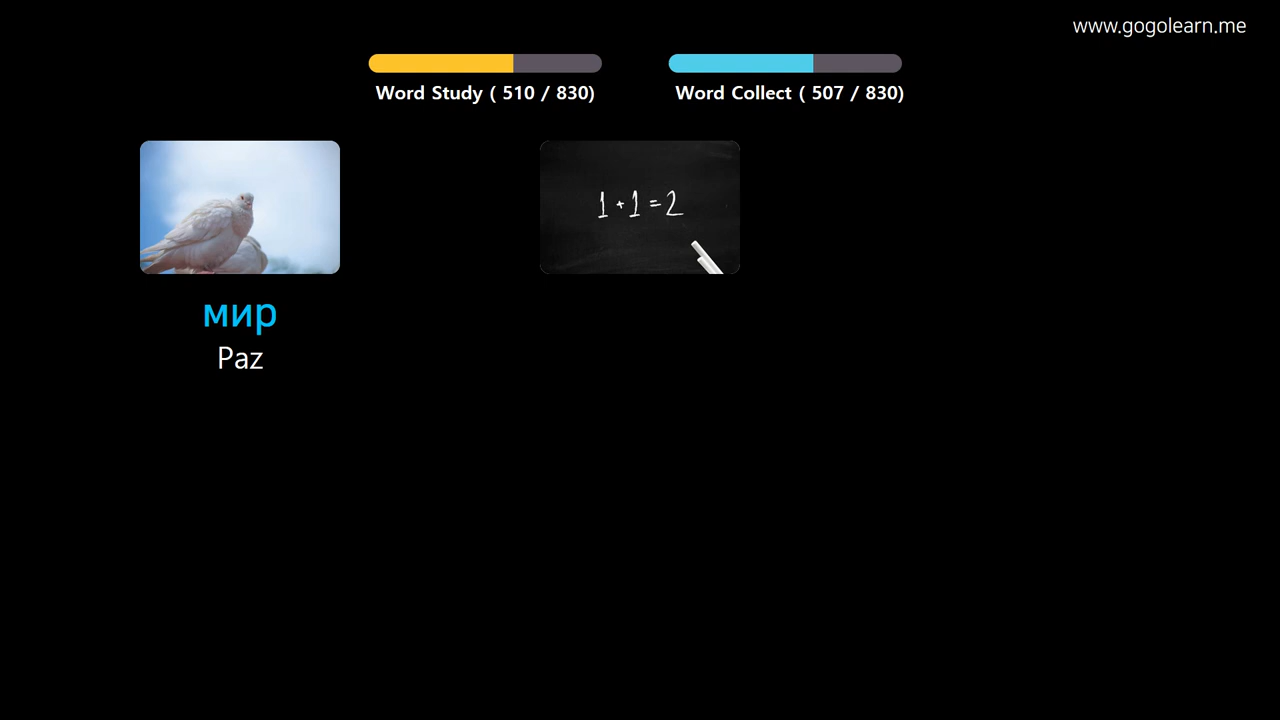 www.gogolearn.me
Word Study ( 510 / 830)
Word Collect ( 507 / 830)
1+1=2
мир
Paz